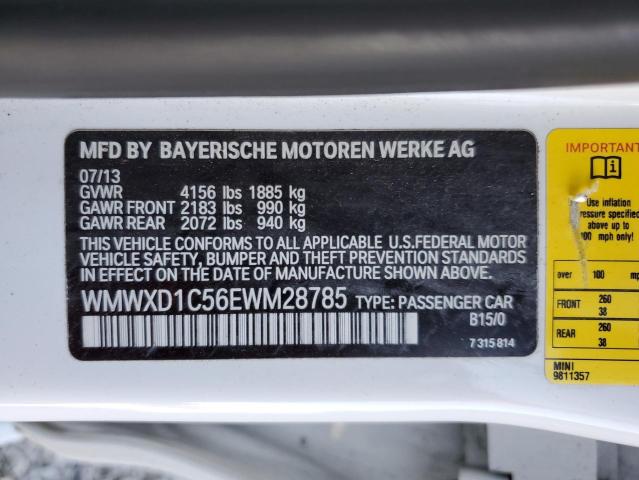 MFD BY BAYERISCHE MOTOREN WERKE AG
07/13
GVWR 4156 lbs 1885 kg
GAWR FRONT 2183 lbs 990 kg
GAWR REAR 2072 lbs 940 kg
THIS VEHICLE CONFORMS TO ALL APPLICABLE U.S.FEDERAL MOTOR
VEHICLE SAFETY, BUMPER AND THEFT PREVENTION STANDARDS
IN EFFECT ON THE DATE OF MANUFACTURE SHOWN ABOVE.
WMWXD1C56EWM28785 TYPE: PASSENGER CAR
B15/0
7 315 814
IMPORTANT
Use inflation
pressure specified
above up to
100 mph only!
over 100 mp
FRONT 260
38
REAR 260
38
MINI
9811357